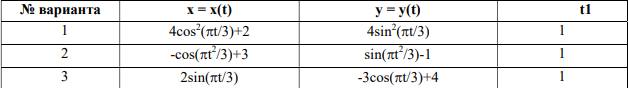 № варианта x = x(t) y = y(t) t1
1 4cos²(πt/3)+2 4sin²(πt/3) 1
2 -cos(πt²/3)+3 sin(πt²/3)-1 1
3 2sin(πt/3) -3cos(πt/3)+4 1